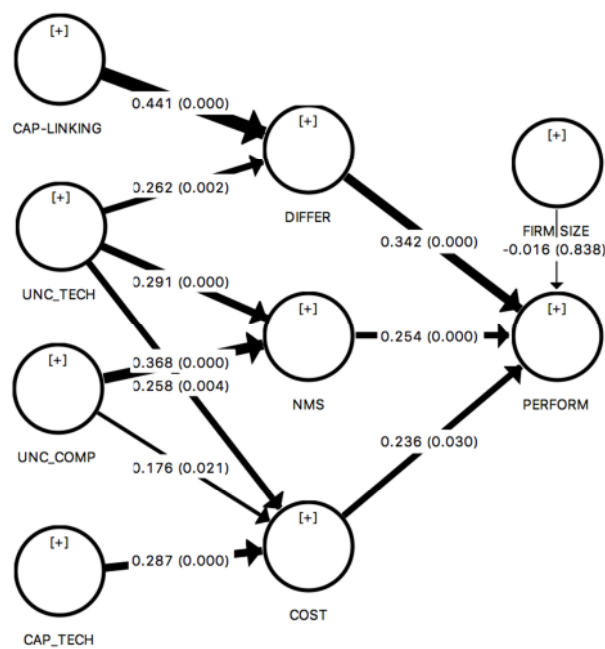 [+]
CAP-LINKING
0.441 (0.000)
[+]
DIFFER
[+]
FIRM SIZE
-0.016 (0.838)
[+]
UNC_TECH
0.262 (0.002)
0.342 (0.000)
0.291 (0.000)
[+]
NMS
0.254 (0.000)
[+]
PERFORM
[+]
UNC_COMP
0.368 (0.000)
0.258 (0.004)
0.176 (0.021)
0.236 (0.030)
[+]
COST
[+]
CAP_TECH
0.287 (0.000)